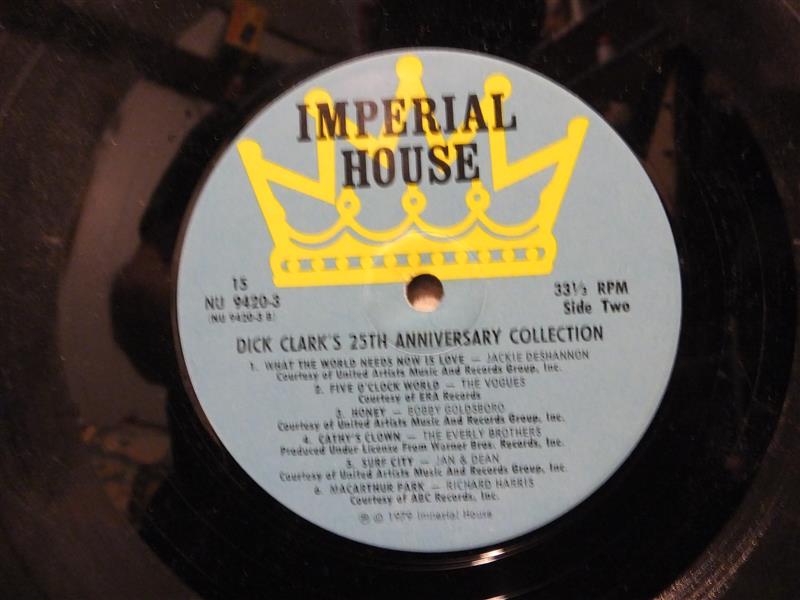 IMPERIAL
HOUSE
15
NU 9420-3
(NU 9420-3 B)
33⅓ RPM
Side Two
DICK CLARK'S 25TH ANNIVERSARY COLLECTION
1. WHAT THE WORLD NEEDS NOW IS LOVE — JACKIE DESHANNON
Courtesy of United Artists Music And Records Group, Inc.
2. FIVE O'CLOCK WORLD — THE VOGUES
Courtesy of ERA Records
3. HONEY — BOBBY GOLDSBORO
Courtesy of United Artists Music And Records Group, Inc.
4. CATHY'S CLOWN — THE EVERLY BROTHERS
Produced Under License From Warner Bros. Records, Inc.
5. SURF CITY — JAN & DEAN
Courtesy of United Artists Music And Records Group, Inc.
6. MACARTHUR PARK — RICHARD HARRIS
Courtesy of ABC Records, Inc.
℗ © 1979 Imperial House